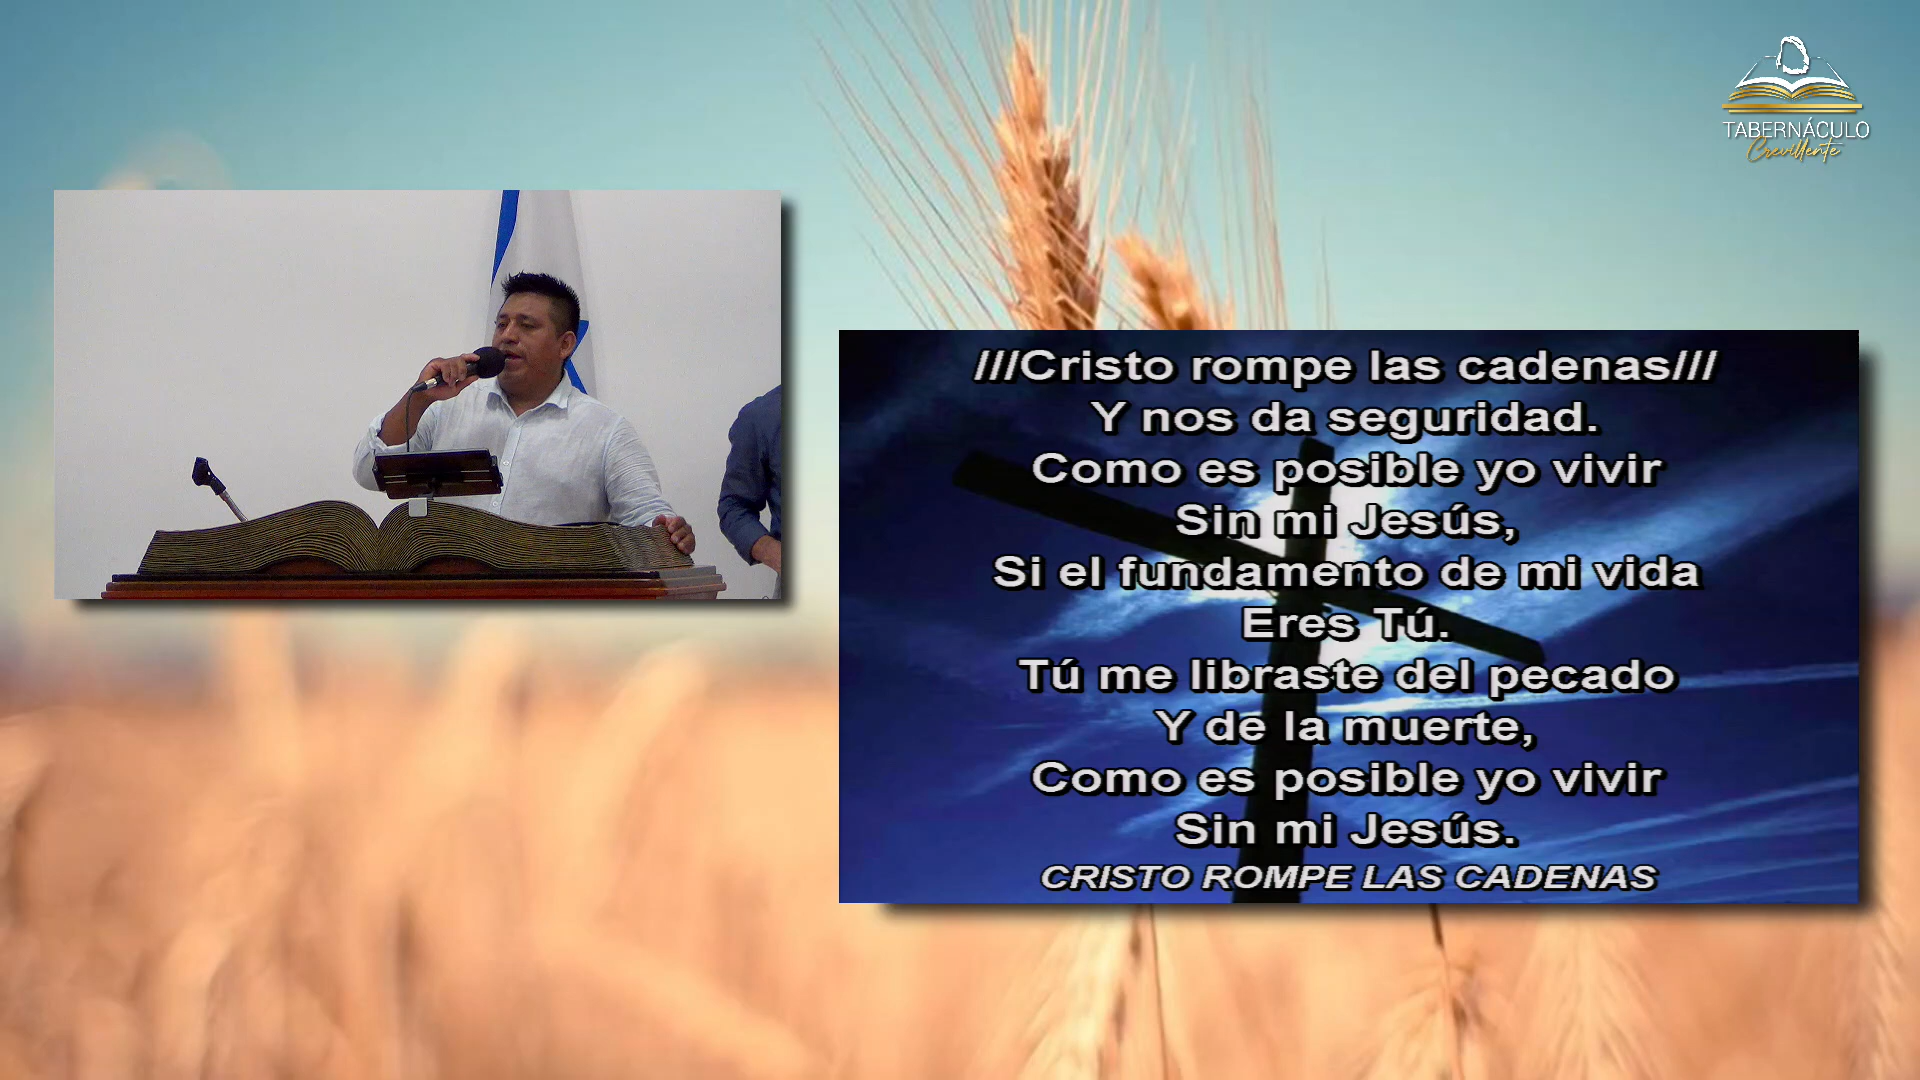 TABERNÁCULO
Crevillente
///Cristo rompe las cadenas///
Y nos da seguridad.
Como es posible yo vivir
Sin mi Jesús,
Si el fundamento de mi vida
Eres Tú.
Tú me libraste del pecado
Y de la muerte,
Como es posible yo vivir
Sin mi Jesús.
CRISTO ROMPE LAS CADENAS